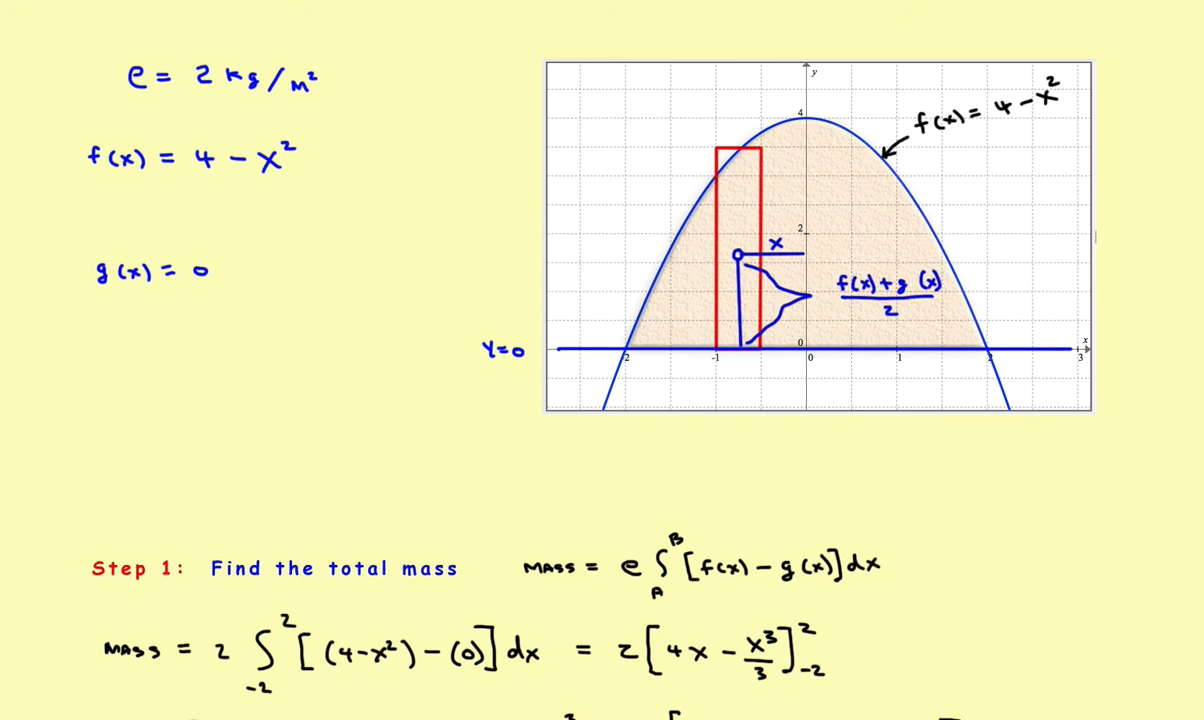 e = 2 kg/m²
f(x) = 4 - x²
g(x) = 0
y
4
f(x) = 4 - x²
2
x
f(x) + g(x)
2
Y=0
0
x
-2 -1 0 1 2 3
Step 1: Find the total mass MASS = e ∫_A^B [f(x) - g(x)] dx
MASS = 2 ∫_-2^2 [(4-x²) - (0)] dx = 2 [4x - x³/3]_-2^2